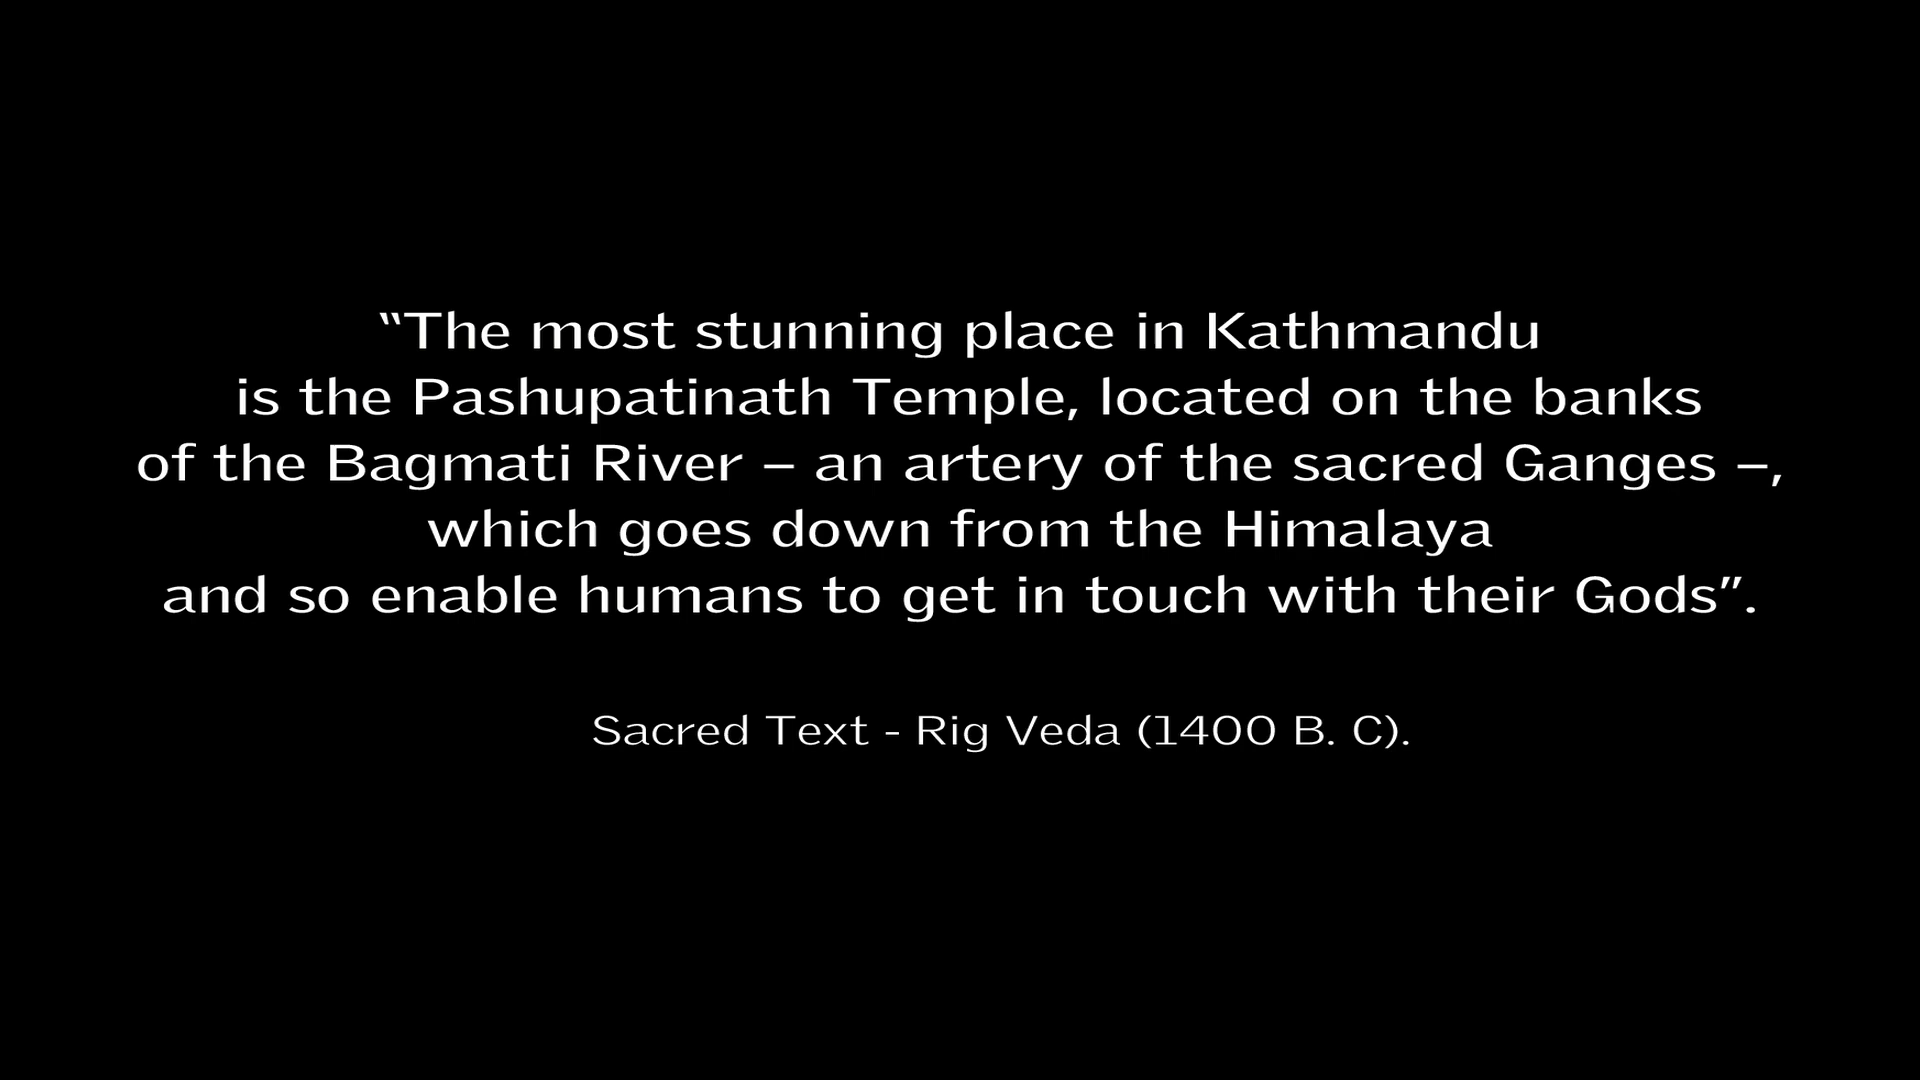 “The most stunning place in Kathmandu
is the Pashupatinath Temple, located on the banks
of the Bagmati River – an artery of the sacred Ganges –,
which goes down from the Himalaya
and so enable humans to get in touch with their Gods”.
Sacred Text - Rig Veda (1400 B. C).